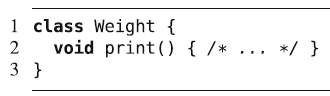 1 class Weight {
2   void print() { /* ... */ }
3 }